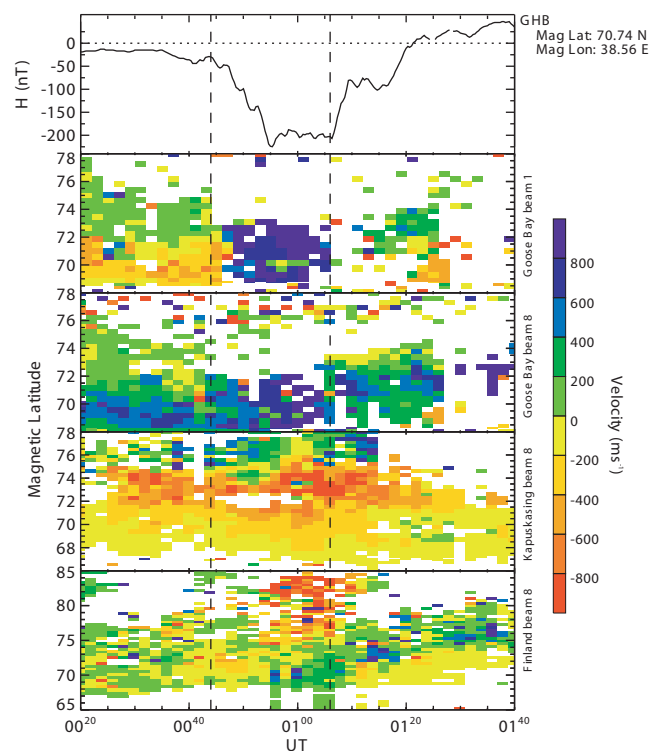 GHB
Mag Lat: 70.74 N
Mag Lon: 38.56 E
H (nT)
0
-50
-100
-150
-200
78
76
74
72
70
78
76
74
72
70
78
76
74
72
70
68
85
80
75
70
65
Magnetic Latitude
Goose Bay beam 1
Goose Bay beam 8
Kapuskasing beam 8
Finland beam 8
800
600
400
200
0
-200
-400
-600
-800
Velocity (ms⁻¹)
00²⁰ 00⁴⁰ 01⁰⁰ 01²⁰ 01⁴⁰
UT